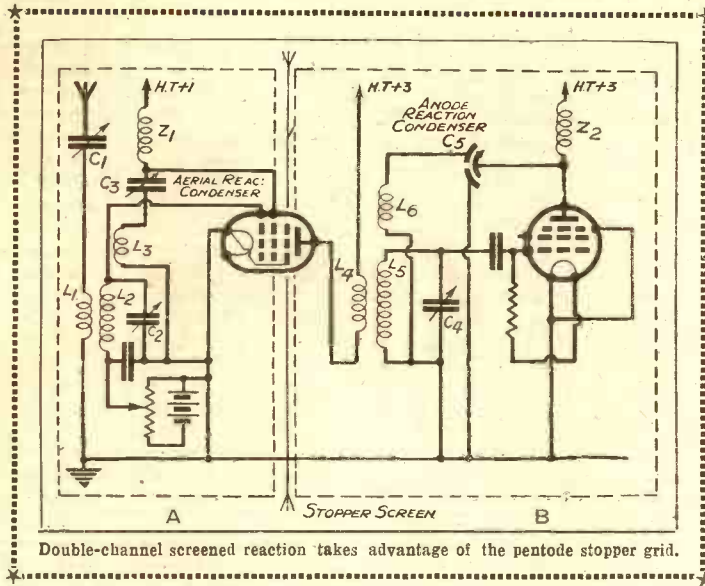 H.T+1
H.T+3
H.T+3
Z1
ANODE
REACTION
CONDENSER
C5
Z2
C1
C3
AERIAL REAC:
CONDENSER
L3
L6
L1
L2
C2
L4
L5
C4
A
STOPPER SCREEN
B
Double-channel screened reaction takes advantage of the pentode stopper grid.